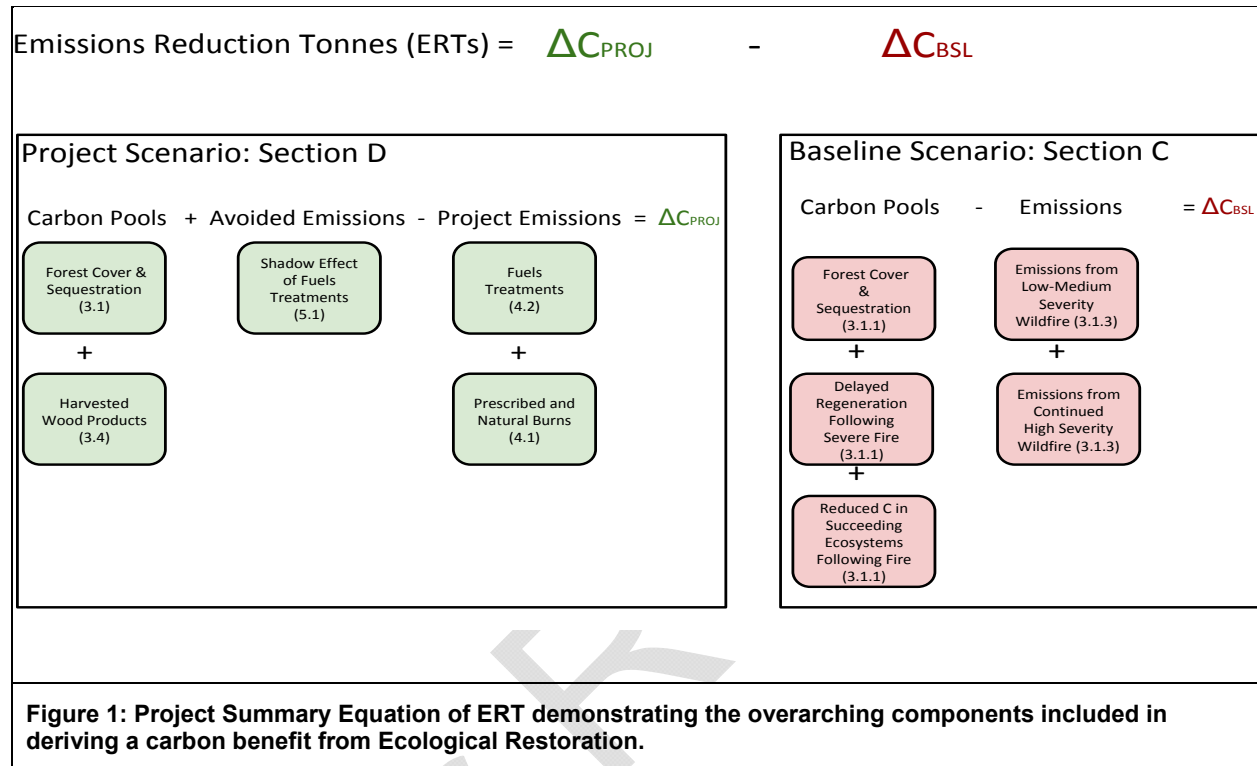 Emissions Reduction Tonnes (ERTs) = ΔCPROJ - ΔCBSL
Project Scenario: Section D
Carbon Pools + Avoided Emissions - Project Emissions = ΔCPROJ
Forest Cover &
Sequestration
(3.1)
+
Harvested
Wood Products
(3.4)
Shadow Effect
of Fuels
Treatments
(5.1)
Fuels
Treatments
(4.2)
+
Prescribed and
Natural Burns
(4.1)
Baseline Scenario: Section C
Carbon Pools - Emissions = ΔCBSL
Forest Cover
&
Sequestration
(3.1.1)
+
Delayed
Regeneration
Following
Severe Fire
(3.1.1)
+
Reduced C in
Succeeding
Ecosystems
Following Fire
(3.1.1)
Emissions from
Low-Medium
Severity
Wildfire (3.1.3)
+
Emissions from
Continued
High Severity
Wildfire (3.1.3)
Figure 1: Project Summary Equation of ERT demonstrating the overarching components included in
deriving a carbon benefit from Ecological Restoration.